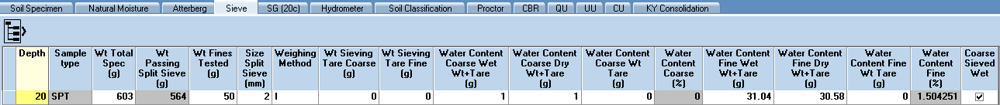 Soil Specimen Natural Moisture Atterberg Sieve SG (20c) Hydrometer Soil Classification Proctor CBR QU UU CU KY Consolidation
Depth Sample type Wt Total Spec (g) Wt Passing Split Sieve (g) Wt Fines Tested (g) Size Split Sieve (mm) Weighing Method Wt Sieving Tare Coarse (g) Wt Sieving Tare Fine (g) Water Content Coarse Wet Wt+Tare (g) Water Content Coarse Dry Wt+Tare (g) Water Content Coarse Wt Tare (g) Water Content Coarse (%) Water Content Fine Wet Wt+Tare (g) Water Content Fine Dry Wt+Tare (g) Water Content Fine Wt Tare (g) Water Content Fine (%) Coarse Sieved Wet
20 SPT 603 564 50 2 I 0 0 1 1 0 0 31.04 30.58 0 1.504251